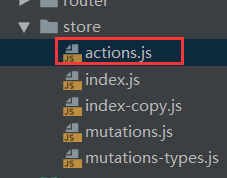 router
store
actions.js
index.js
index-copy.js
mutations.js
mutations-types.js